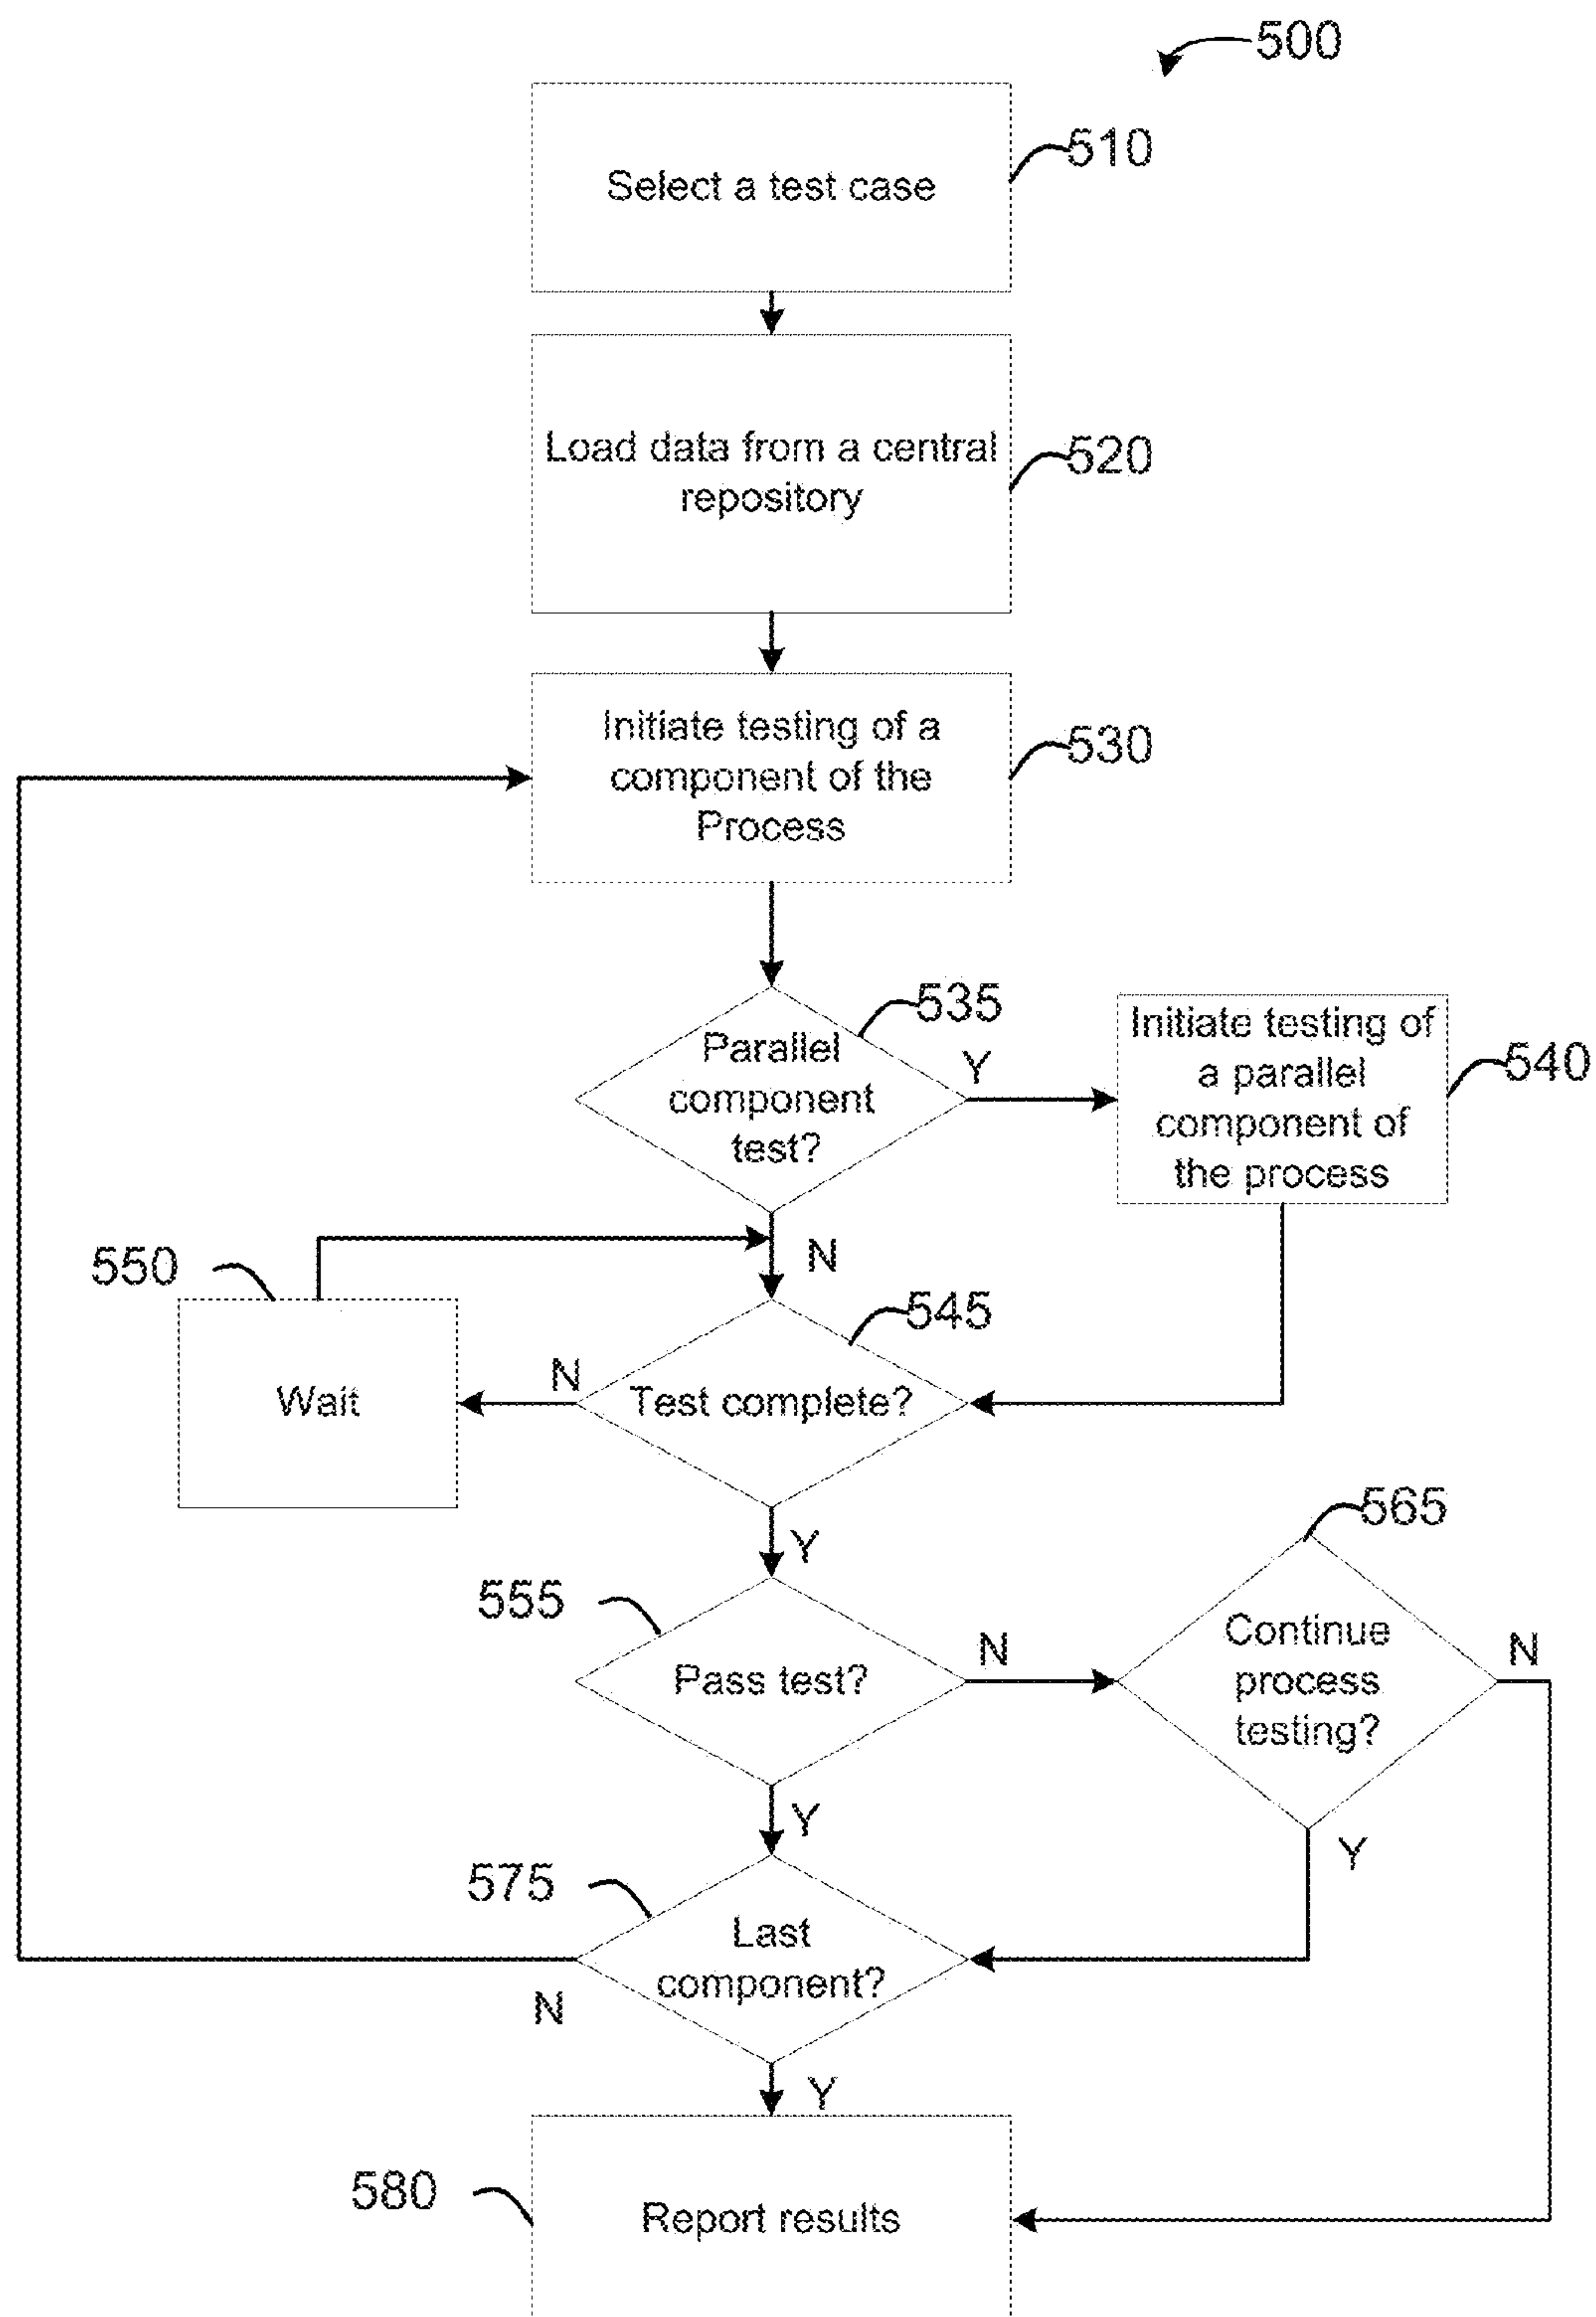 500
510
Select a test case
520
Load data from a central
repository
530
Initiate testing of a
component of the
Process
535
Parallel
component
test?
Y
540
Initiate testing of
a parallel
component of
the process
N
550
Wait
545
N
Test complete?
Y
565
555
Pass test?
N
Continue
process
testing?
N
Y
Y
575
Last
component?
N
Y
580
Report results